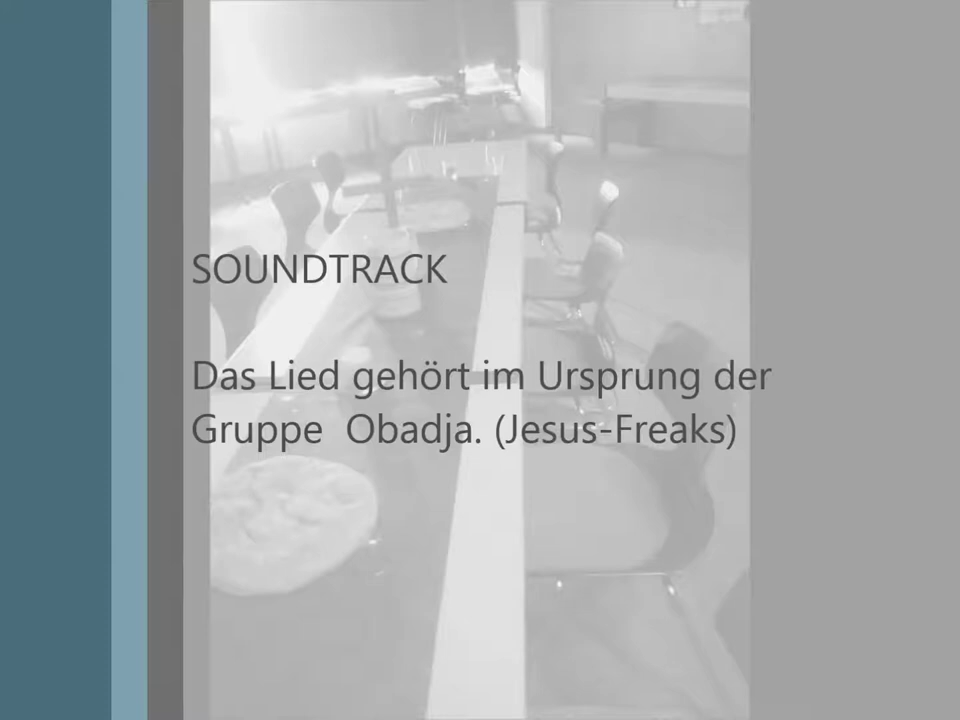 SOUNDTRACK
Das Lied gehört im Ursprung der
Gruppe Obadja. (Jesus-Freaks)